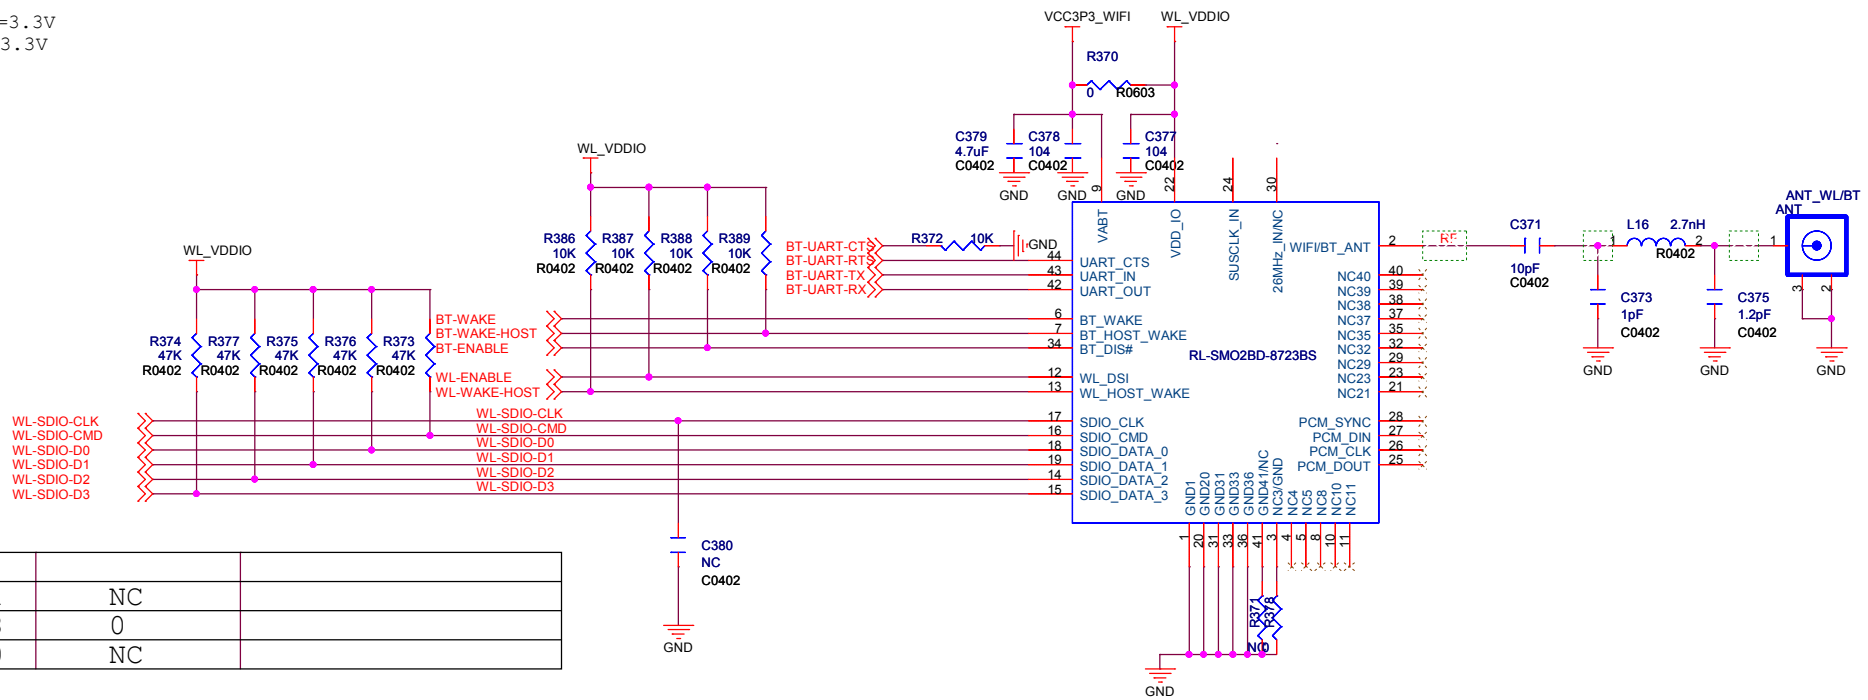 =3.3V
3.3V
VCC3P3_WIFI
WL_VDDIO
R370
0
R0603
C379
4.7uF
C0402
C378
104
C0402
C377
104
C0402
GND
GND
GND
9
22
24
30
VABT
VDD_IO
SUSCLK_IN
26MHz_IN/NC
WL_VDDIO
R386
10K
R0402
R387
10K
R0402
R388
10K
R0402
R389
10K
R0402
WL_VDDIO
R374
47K
R0402
R377
47K
R0402
R375
47K
R0402
R376
47K
R0402
R373
47K
R0402
BT-UART-CTS
BT-UART-RTS
BT-UART-TX
BT-UART-RX
R372
10K
GND
44
43
42
UART_CTS
UART_IN
UART_OUT
BT-WAKE
BT-WAKE-HOST
BT-ENABLE
6
7
34
BT_WAKE
BT_HOST_WAKE
BT_DIS#
WL-ENABLE
WL-WAKE-HOST
12
13
WL_DSI
WL_HOST_WAKE
WL-SDIO-CLK
WL-SDIO-CMD
WL-SDIO-D0
WL-SDIO-D1
WL-SDIO-D2
WL-SDIO-D3
WL-SDIO-CLK
WL-SDIO-CMD
WL-SDIO-D0
WL-SDIO-D1
WL-SDIO-D2
WL-SDIO-D3
17
16
18
19
14
15
SDIO_CLK
SDIO_CMD
SDIO_DATA_0
SDIO_DATA_1
SDIO_DATA_2
SDIO_DATA_3
RL-SMO2BD-8723BS
WIFI/BT_ANT
2
NC40
40
NC39
39
NC38
38
NC37
37
NC35
35
NC32
32
NC29
29
NC23
23
NC21
21
PCM_SYNC
28
PCM_DIN
27
PCM_CLK
26
PCM_DOUT
25
RF
C371
10pF
C0402
1
L16
2.7nH
2
R0402
1
ANT_WL/BT
ANT
3
2
C373
1pF
C0402
C375
1.2pF
C0402
GND
GND
GND
GND1
GND20
GND31
GND33
GND36
GND41/NC
NC3/GND
NC4
NC5
NC8
NC10
NC11
1
20
31
33
36
41
3
4
5
8
10
11
R371
R378
NC
0
GND
C380
NC
C0402
GND
NC
0
NC